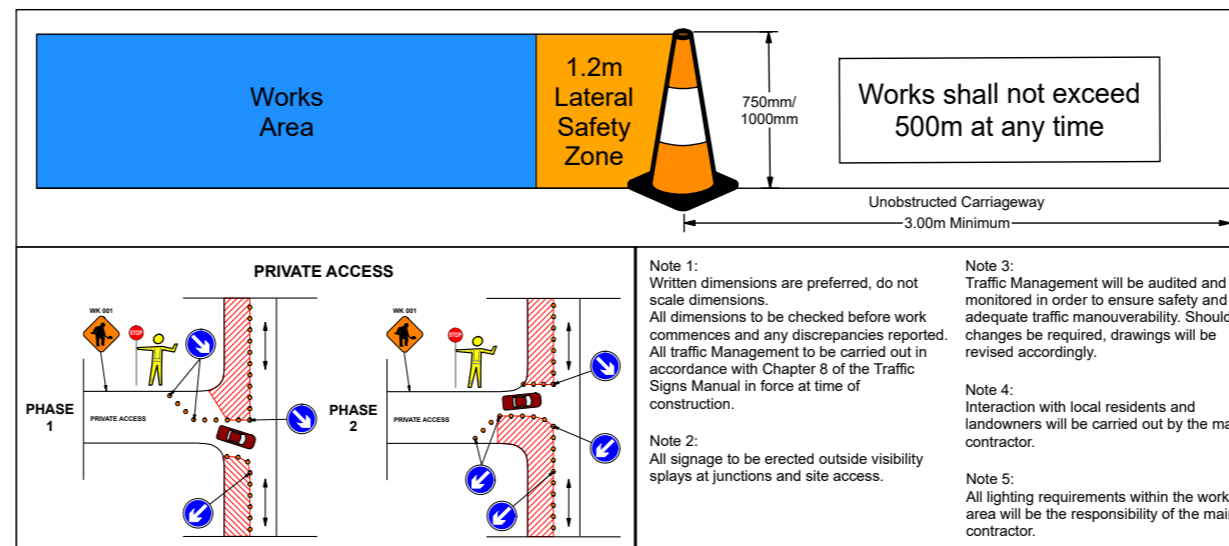 Works
Area
1.2m
Lateral
Safety
Zone
750mm/
1000mm
Works shall not exceed
500m at any time
Unobstructed Carriageway
3.00m Minimum
PRIVATE ACCESS
WK 001
STOP
PHASE
1
PRIVATE ACCESS
WK 001
STOP
PHASE
2
PRIVATE ACCESS
Note 1:
Written dimensions are preferred, do not
scale dimensions.
All dimensions to be checked before work
commences and any discrepancies reported.
All traffic Management to be carried out in
accordance with Chapter 8 of the Traffic
Signs Manual in force at time of
construction.
Note 2:
All signage to be erected outside visibility
splays at junctions and site access.
Note 3:
Traffic Management will be audited and
monitored in order to ensure safety and
adequate traffic manouverability. Should
changes be required, drawings will be
revised accordingly.
Note 4:
Interaction with local residents and
landowners will be carried out by the ma
contractor.
Note 5:
All lighting requirements within the work
area will be the responsibility of the main
contractor.